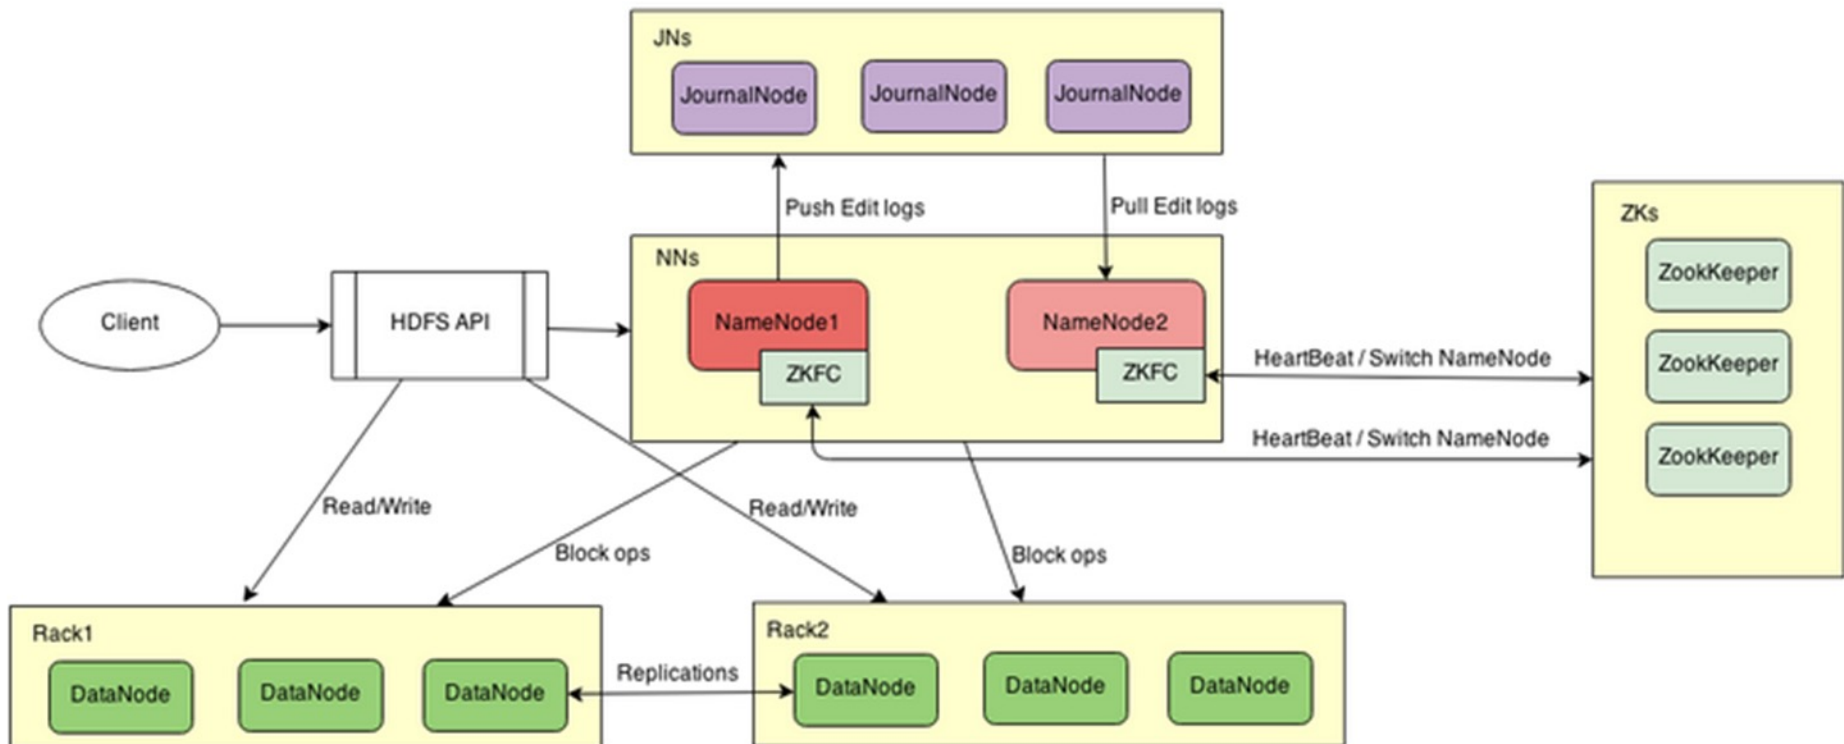 JNs
JournalNode
JournalNode
JournalNode
Push Edit logs
Pull Edit logs
ZKs
NNs
ZookKeeper
Client
HDFS API
NameNode1
NameNode2
ZKFC
ZKFC
HeartBeat / Switch NameNode
ZookKeeper
HeartBeat / Switch NameNode
ZookKeeper
Read/Write
Read/Write
Block ops
Block ops
Rack1
Rack2
DataNode
DataNode
DataNode
Replications
DataNode
DataNode
DataNode